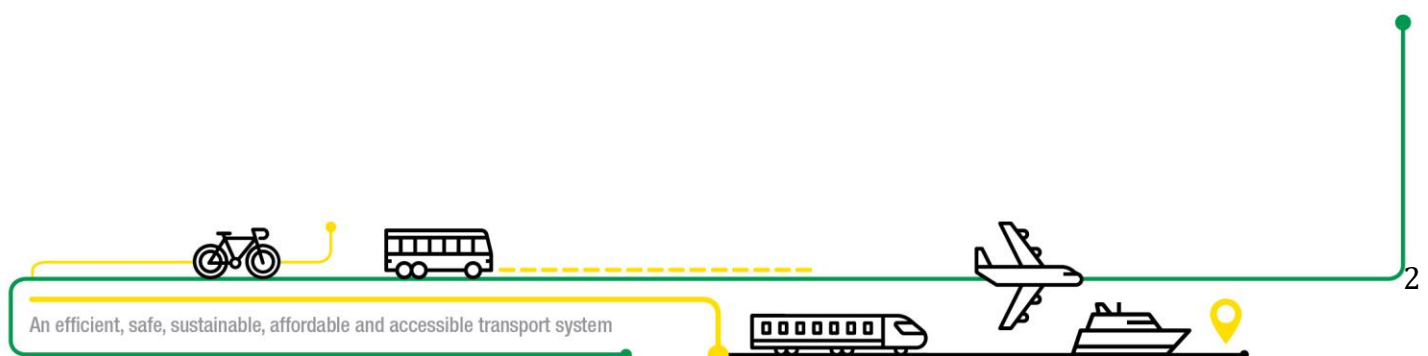 2
An efficient, safe, sustainable, affordable and accessible transport system